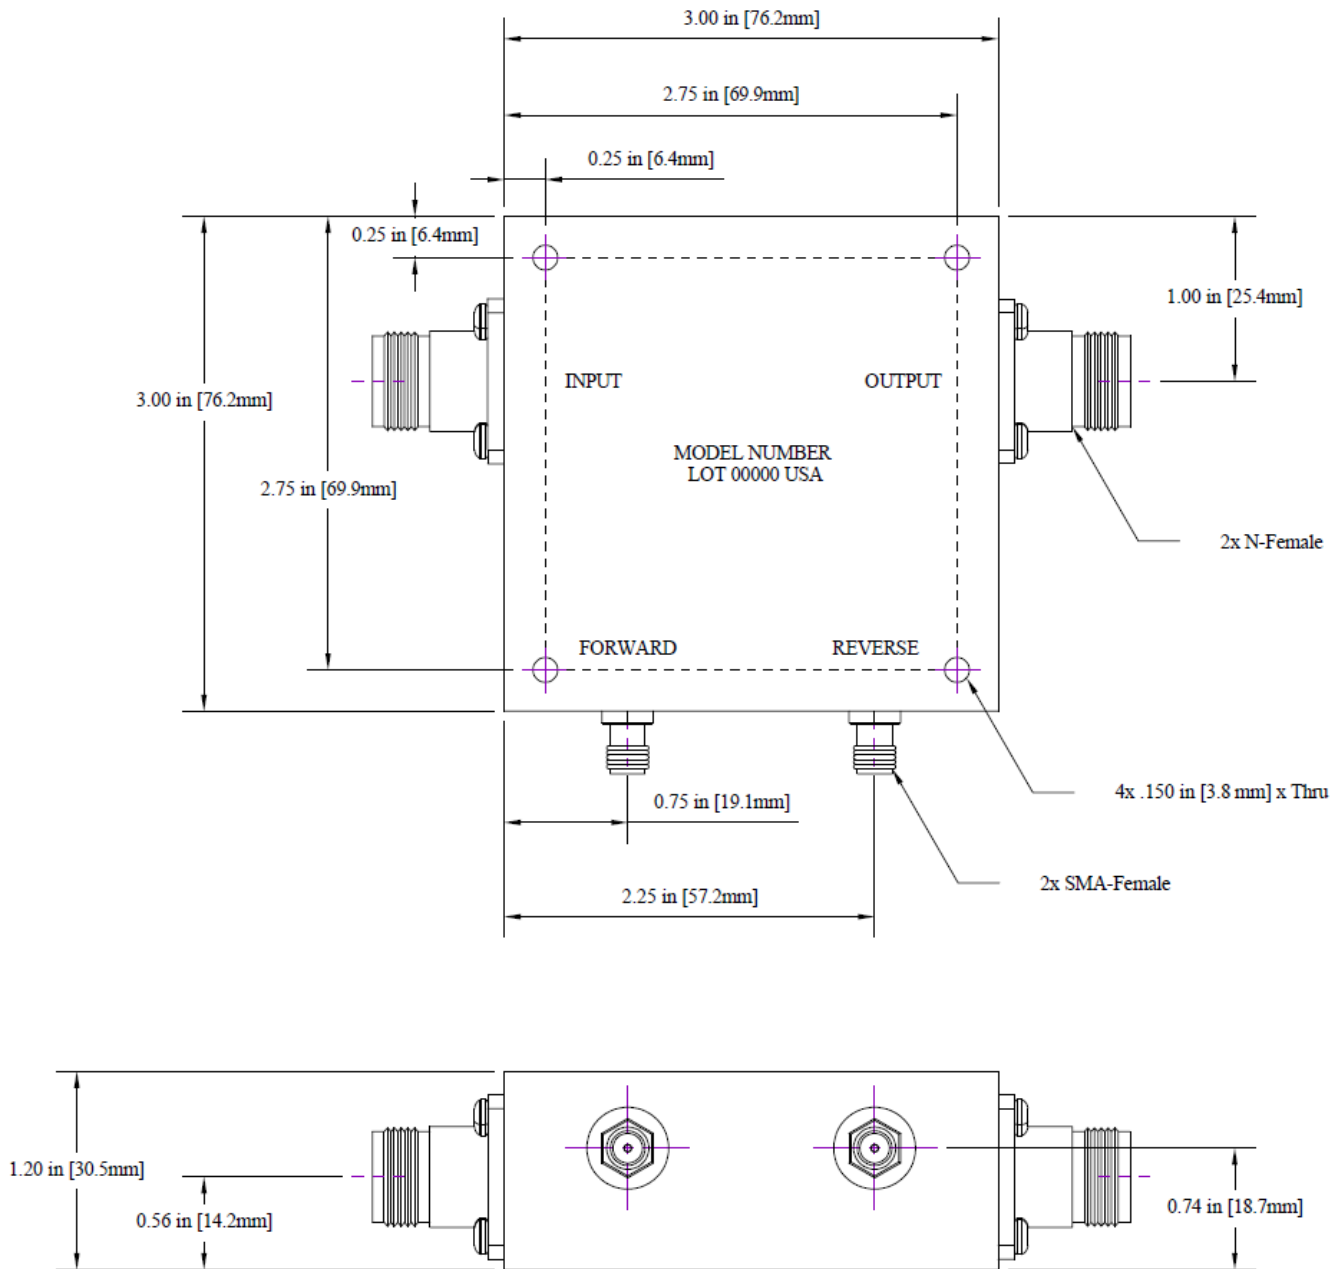 3.00 in [76.2mm]
2.75 in [69.9mm]
0.25 in [6.4mm]
0.25 in [6.4mm]
1.00 in [25.4mm]
INPUT
OUTPUT
3.00 in [76.2mm]
MODEL NUMBER
LOT 00000 USA
2.75 in [69.9mm]
2x N-Female
FORWARD
REVERSE
4x .150 in [3.8 mm] x Thru
0.75 in [19.1mm]
2x SMA-Female
2.25 in [57.2mm]
1.20 in [30.5mm]
0.56 in [14.2mm]
0.74 in [18.7mm]